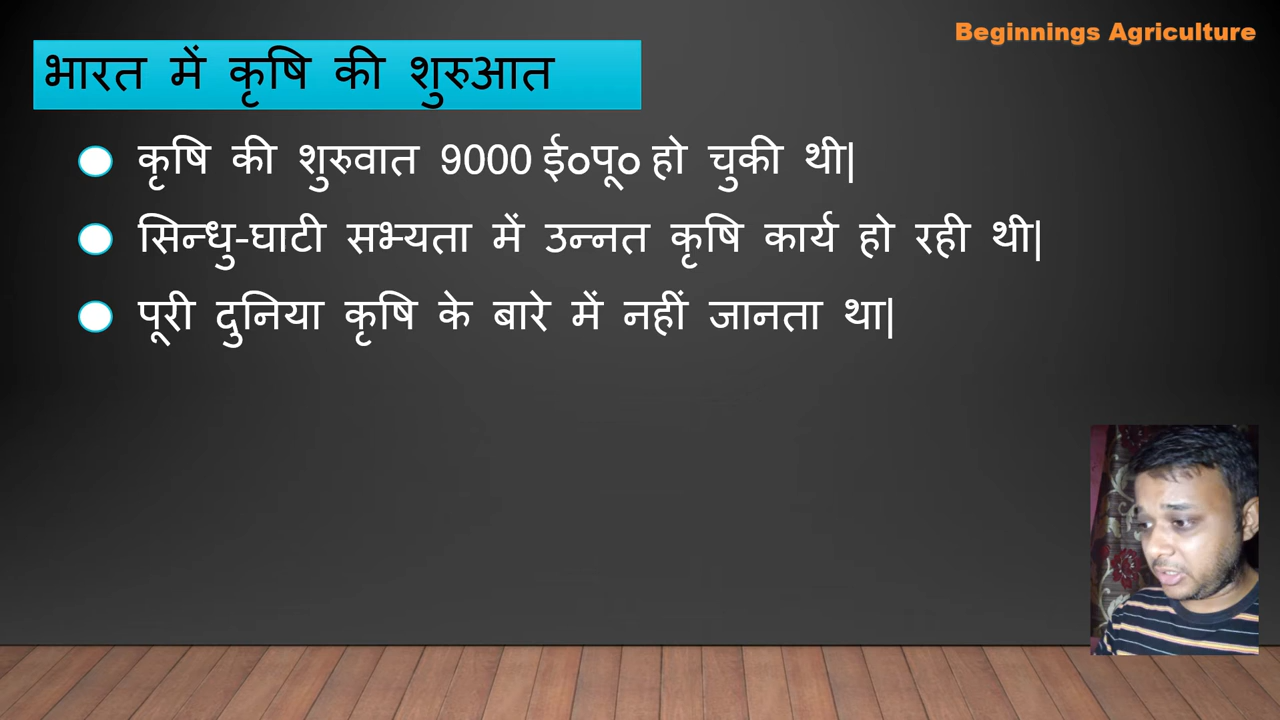 Beginnings Agriculture
भारत में कृषि की शुरुआत
कृषि की शुरुवात 9000 ई०पू० हो चुकी थी|
सिन्धु-घाटी सभ्यता में उन्नत कृषि कार्य हो रही थी|
पूरी दुनिया कृषि के बारे में नहीं जानता था|